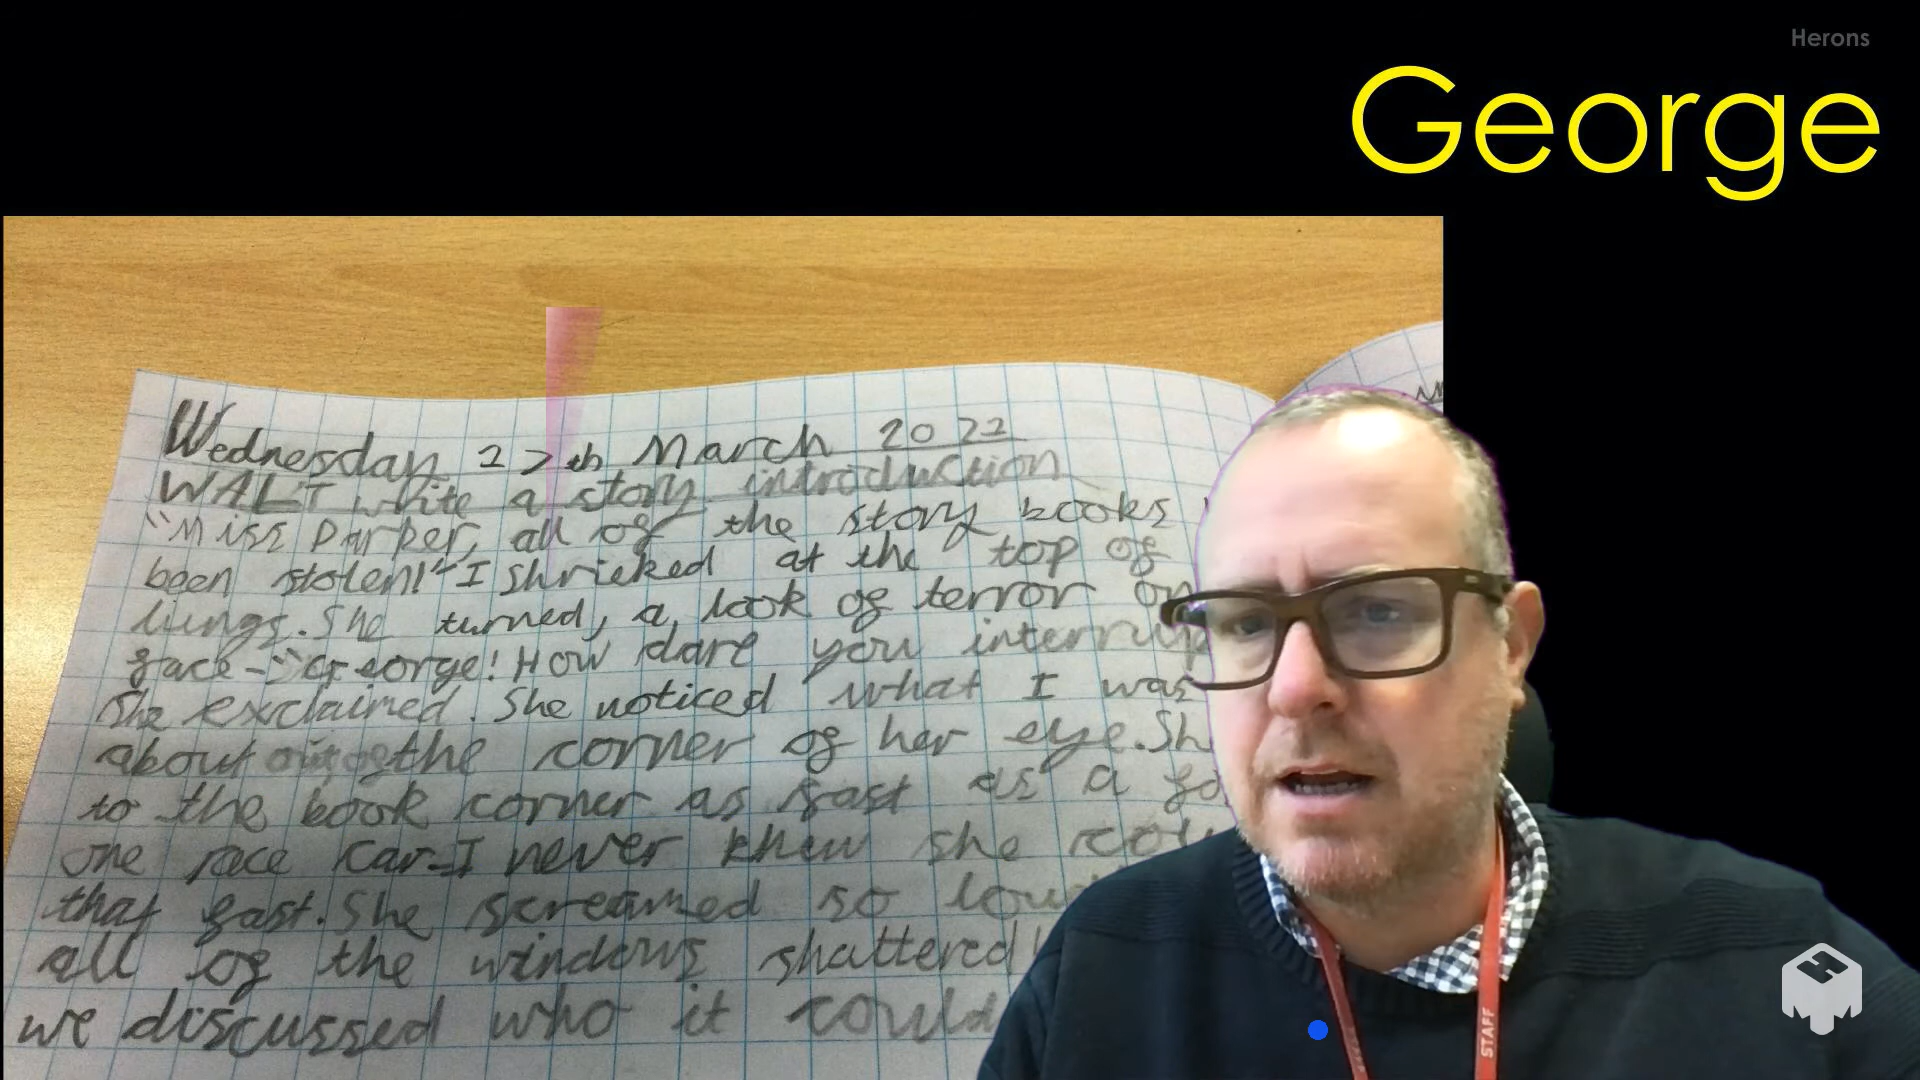 Herons
George
Wednesday 27th March 2022
WALT write a story introduction
"Miss Parker, all of the story books
been stolen!" I shrieked at the top of
lungs. She turned, a look of terror on
face - "George! How dare you interrup
She exclaimed. She noticed what I was
about out of the corner of her eye. Sh
to the book corner as fast as a fo
one race car - I never knew she cou
that fast. She screamed so lou
all of the windows shattered!
we discussed who it could
STAFF